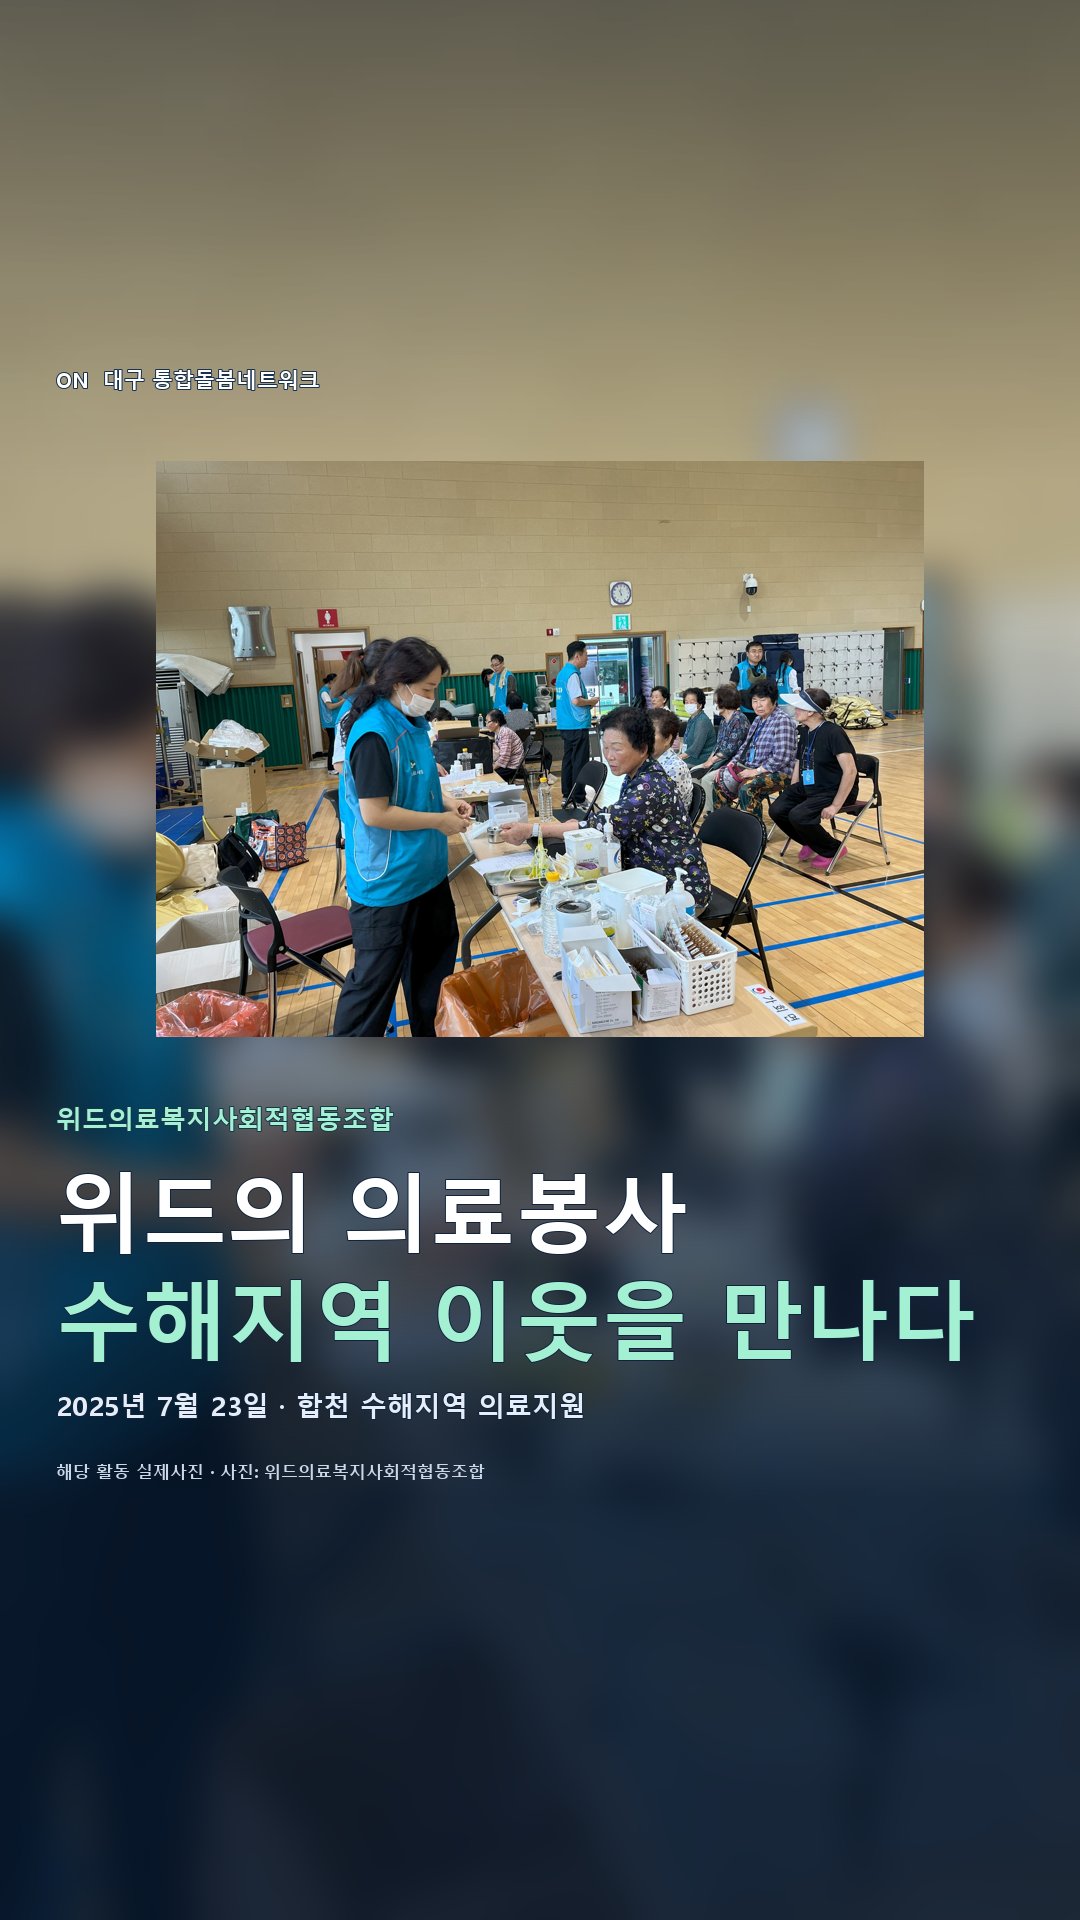 ON 대구 통합돌봄네트워크
가회면
위드의료복지사회적협동조합
위드의 의료봉사
수해지역 이웃을 만나다
2025년 7월 23일 · 합천 수해지역 의료지원
해당 활동 실제사진 · 사진: 위드의료복지사회적협동조합